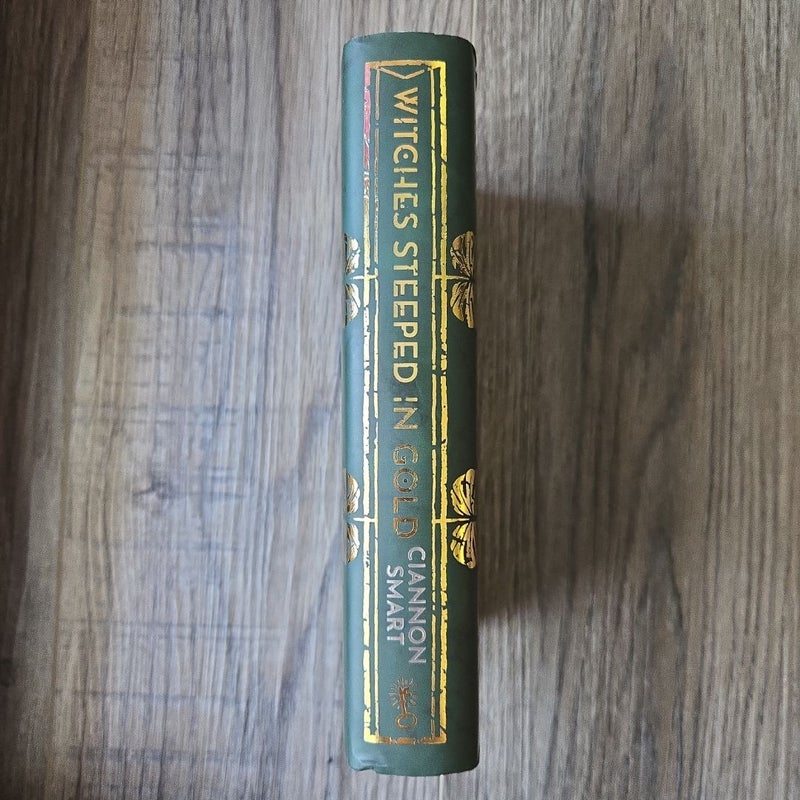 WITCHES STEEPED IN GOLD
CIANNON
SMART